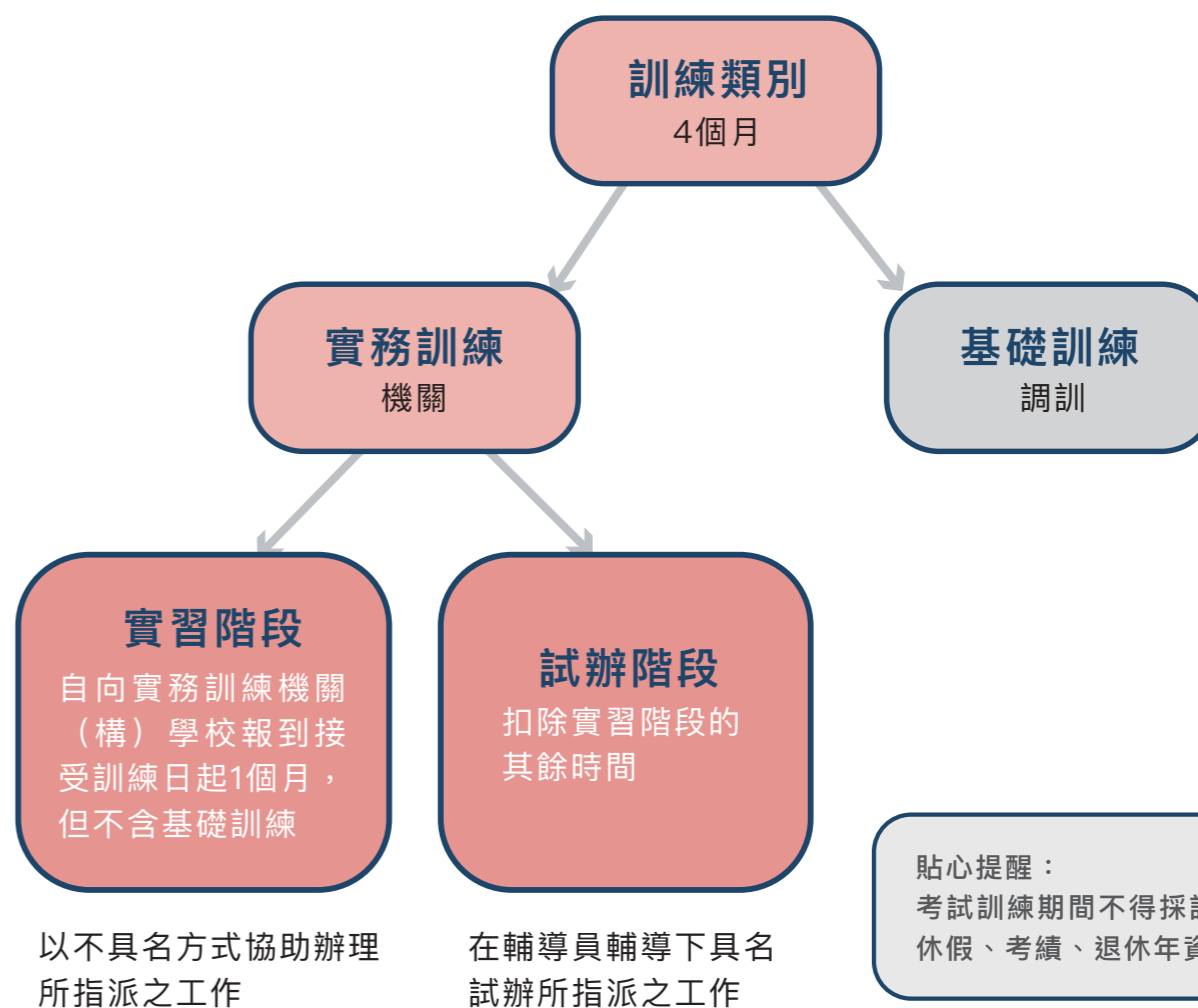 訓練類別
4個月
實務訓練
機關
基礎訓練
調訓
實習階段
自向實務訓練機關
（構）學校報到接
受訓練日起1個月，
但不含基礎訓練
試辦階段
扣除實習階段的
其餘時間
以不具名方式協助辦理
所指派之工作
在輔導員輔導下具名
試辦所指派之工作
貼心提醒：
考試訓練期間不得採
休假、考績、退休年資